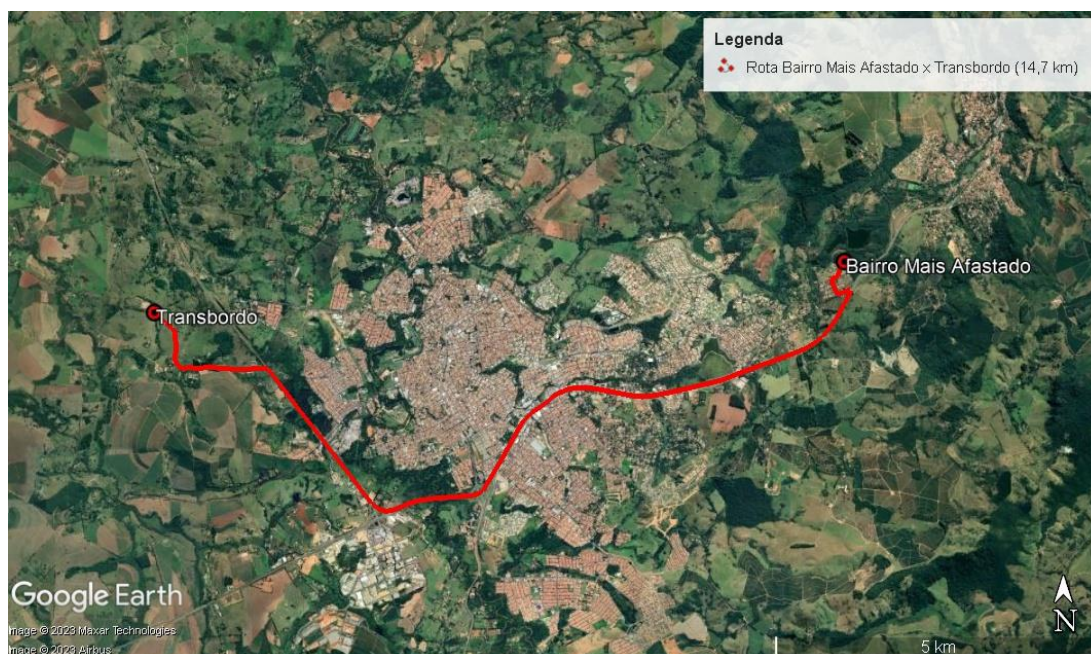 Legenda
Rota Bairro Mais Afastado x Transbordo (14,7 km)
Bairro Mais Afastado
Transbordo
Google Earth
Image © 2023 Maxar Technologies
Image © 2023 Airbus
N
5 km